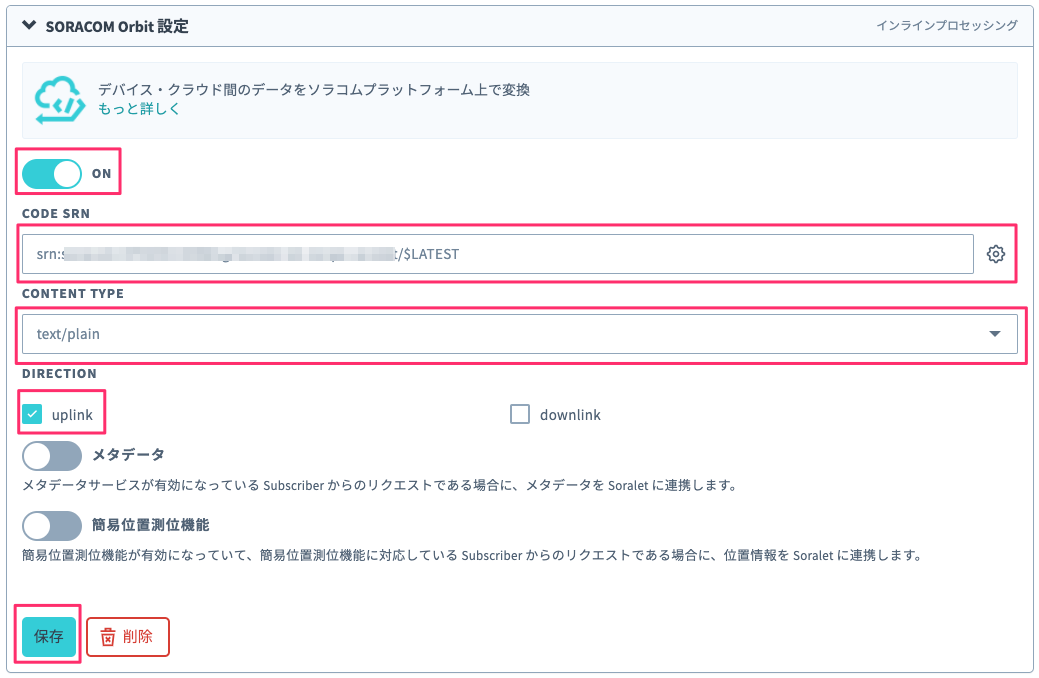 SORACOM Orbit 設定
インラインプロセッシング
デバイス・クラウド間のデータをソラコムプラットフォーム上で変換
もっと詳しく
ON
CODE SRN
srn: /$LATEST
CONTENT TYPE
text/plain
DIRECTION
uplink
downlink
メタデータ
メタデータサービスが有効になっている Subscriber からのリクエストである場合に、メタデータを Soralet に連携します。
簡易位置測位機能
簡易位置測位機能が有効になっていて、簡易位置測位機能に対応している Subscriber からのリクエストである場合に、位置情報を Soralet に連携します。
保存
削除